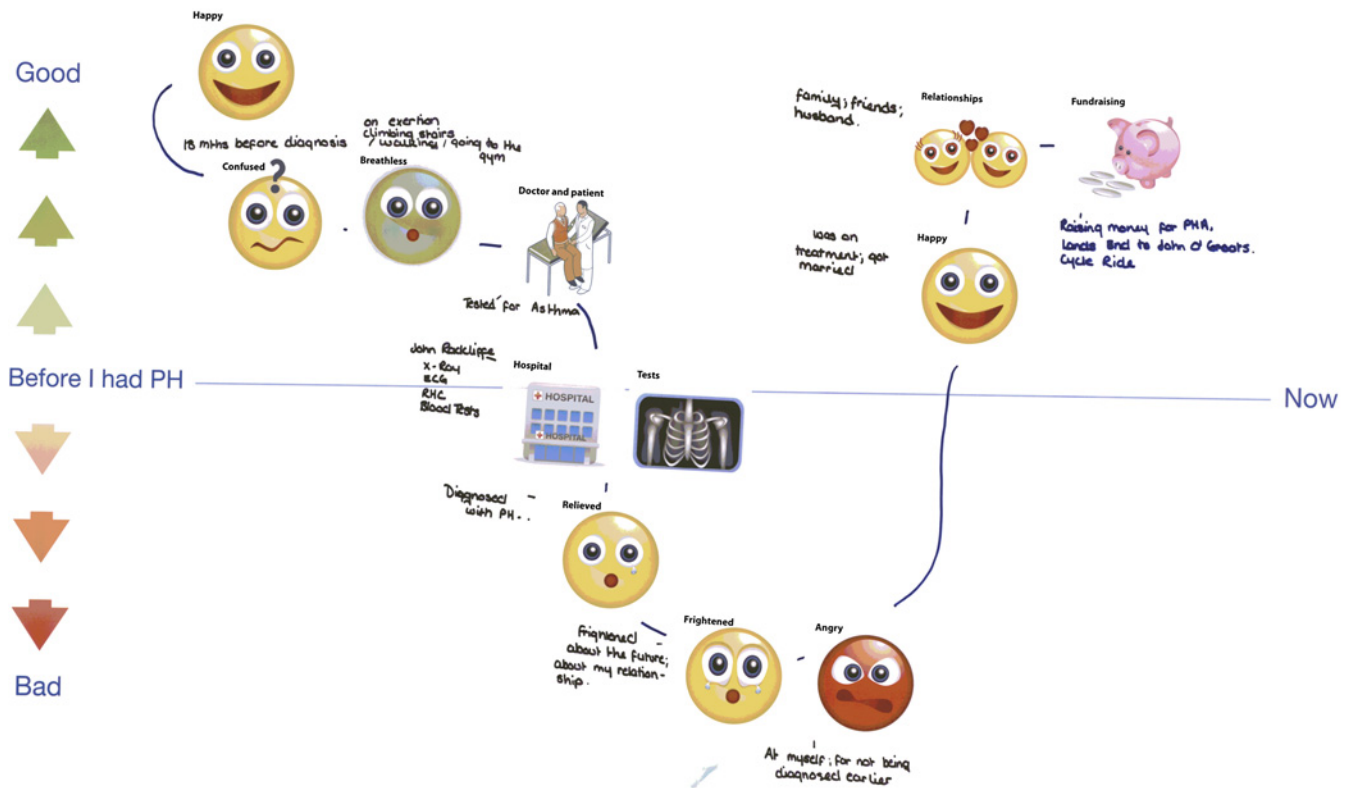 Happy
Good
18 mths before diagnosis
Confused
?
on exertion
climbing stairs
/ walking / going to the
gym
Breathless
Doctor and patient
Tested for Asthma
John Radcliffe
X-Ray
ECG
RHC
Blood Tests
Hospital
HOSPITAL
HOSPITAL
Tests
Before I had PH
Now
Diagnosed -
with PH..
Relieved
Frightened
about the future;
about my relation-
ship.
Frightened
Angry
At myself; for not being
diagnosed earlier
Bad
was on
treatment; got
married
Happy
family; friends;
husband.
Relationships
Fundraising
Raising money for PHA.
Lands End to John O'Groats.
Cycle Ride